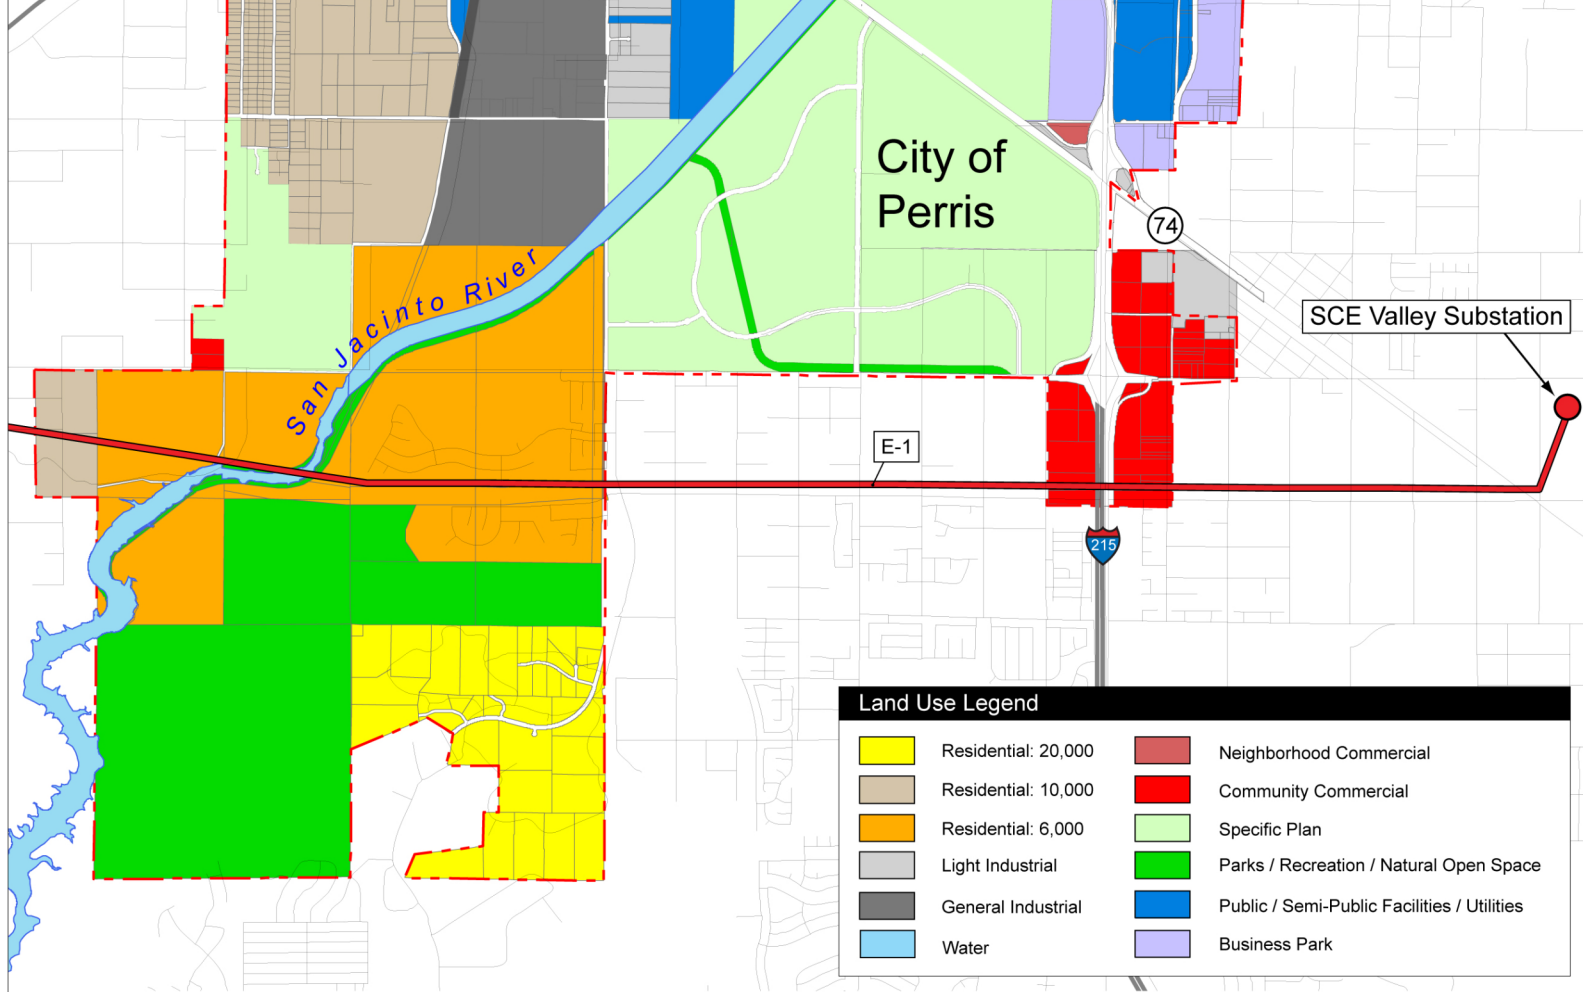 City of
Perris
74
San Jacinto River
SCE Valley Substation
E-1
215
Land Use Legend
Residential: 20,000
Residential: 10,000
Residential: 6,000
Light Industrial
General Industrial
Water
Neighborhood Commercial
Community Commercial
Specific Plan
Parks / Recreation / Natural Open Space
Public / Semi-Public Facilities / Utilities
Business Park